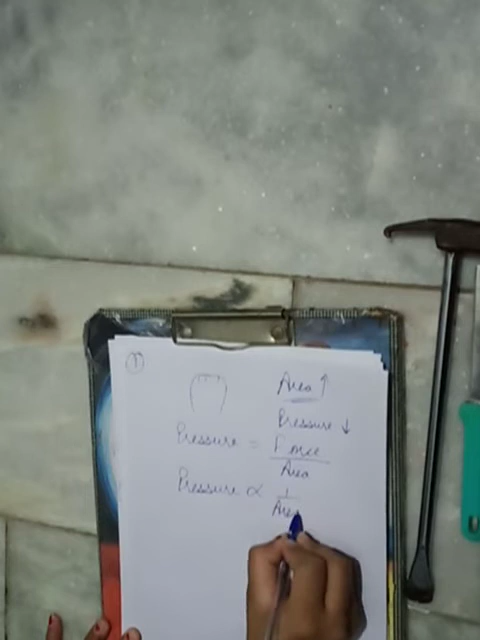 1
Area ↑
Pressure ↓
Pressure = Force / Area
Pressure ∝ 1 / Area